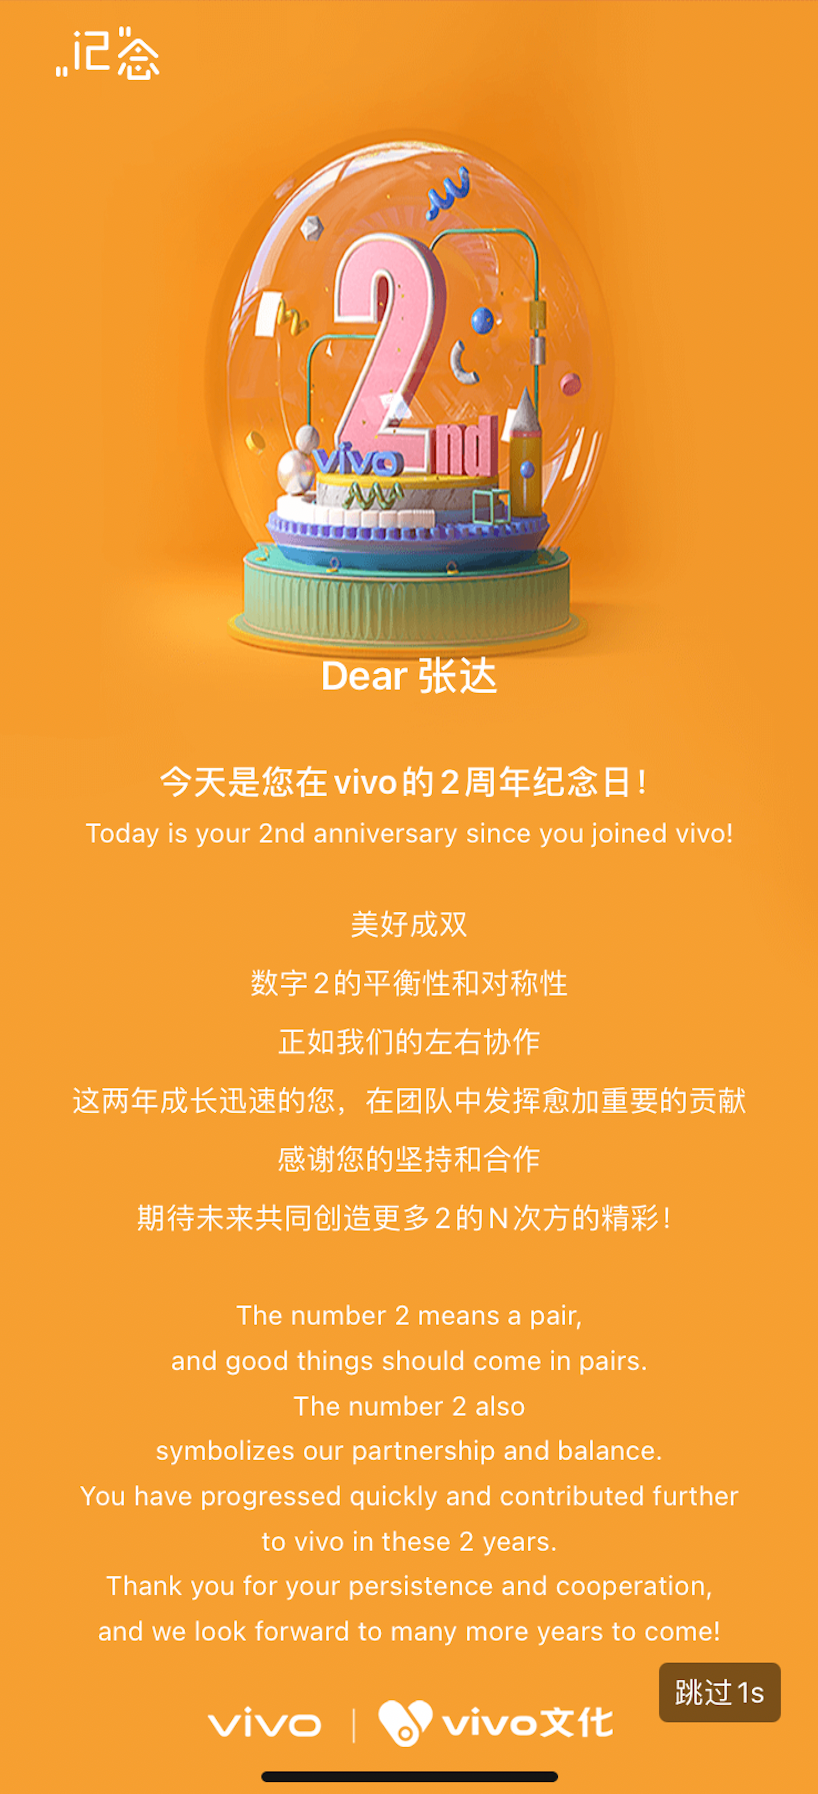 记念
2nd
vivo
Dear 张达
今天是您在vivo的2周年纪念日！
Today is your 2nd anniversary since you joined vivo!
美好成双
数字2的平衡性和对称性
正如我们的左右协作
这两年成长迅速的您，在团队中发挥愈加重要的贡献
感谢您的坚持和合作
期待未来共同创造更多2的N次方的精彩！
The number 2 means a pair,
and good things should come in pairs.
The number 2 also
symbolizes our partnership and balance.
You have progressed quickly and contributed further
to vivo in these 2 years.
Thank you for your persistence and cooperation,
and we look forward to many more years to come!
跳过1s
vivo | vivo文化